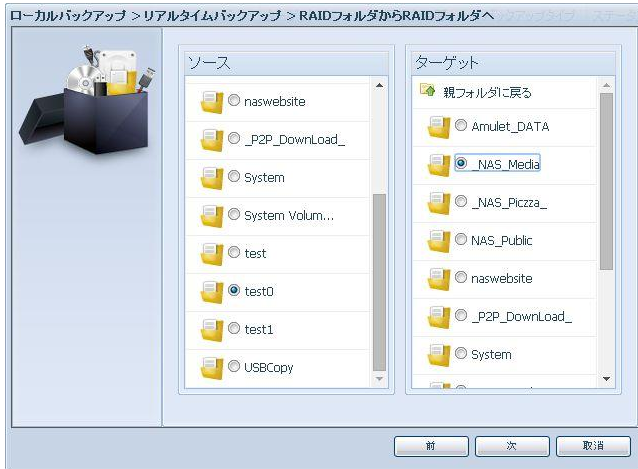 ローカルバックアップ >リアルタイムバックアップ > RAIDフォルダからRAIDフォルダへ
ソース
naswebsite
_P2P_DownLoad_
System
System Volum...
test
test0
test1
USBCopy
ターゲット
親フォルダに戻る
Amulet_DATA
_NAS_Media
_NAS_Piczza_
NAS_Public
naswebsite
_P2P_DownLoad_
System
前
次
取消